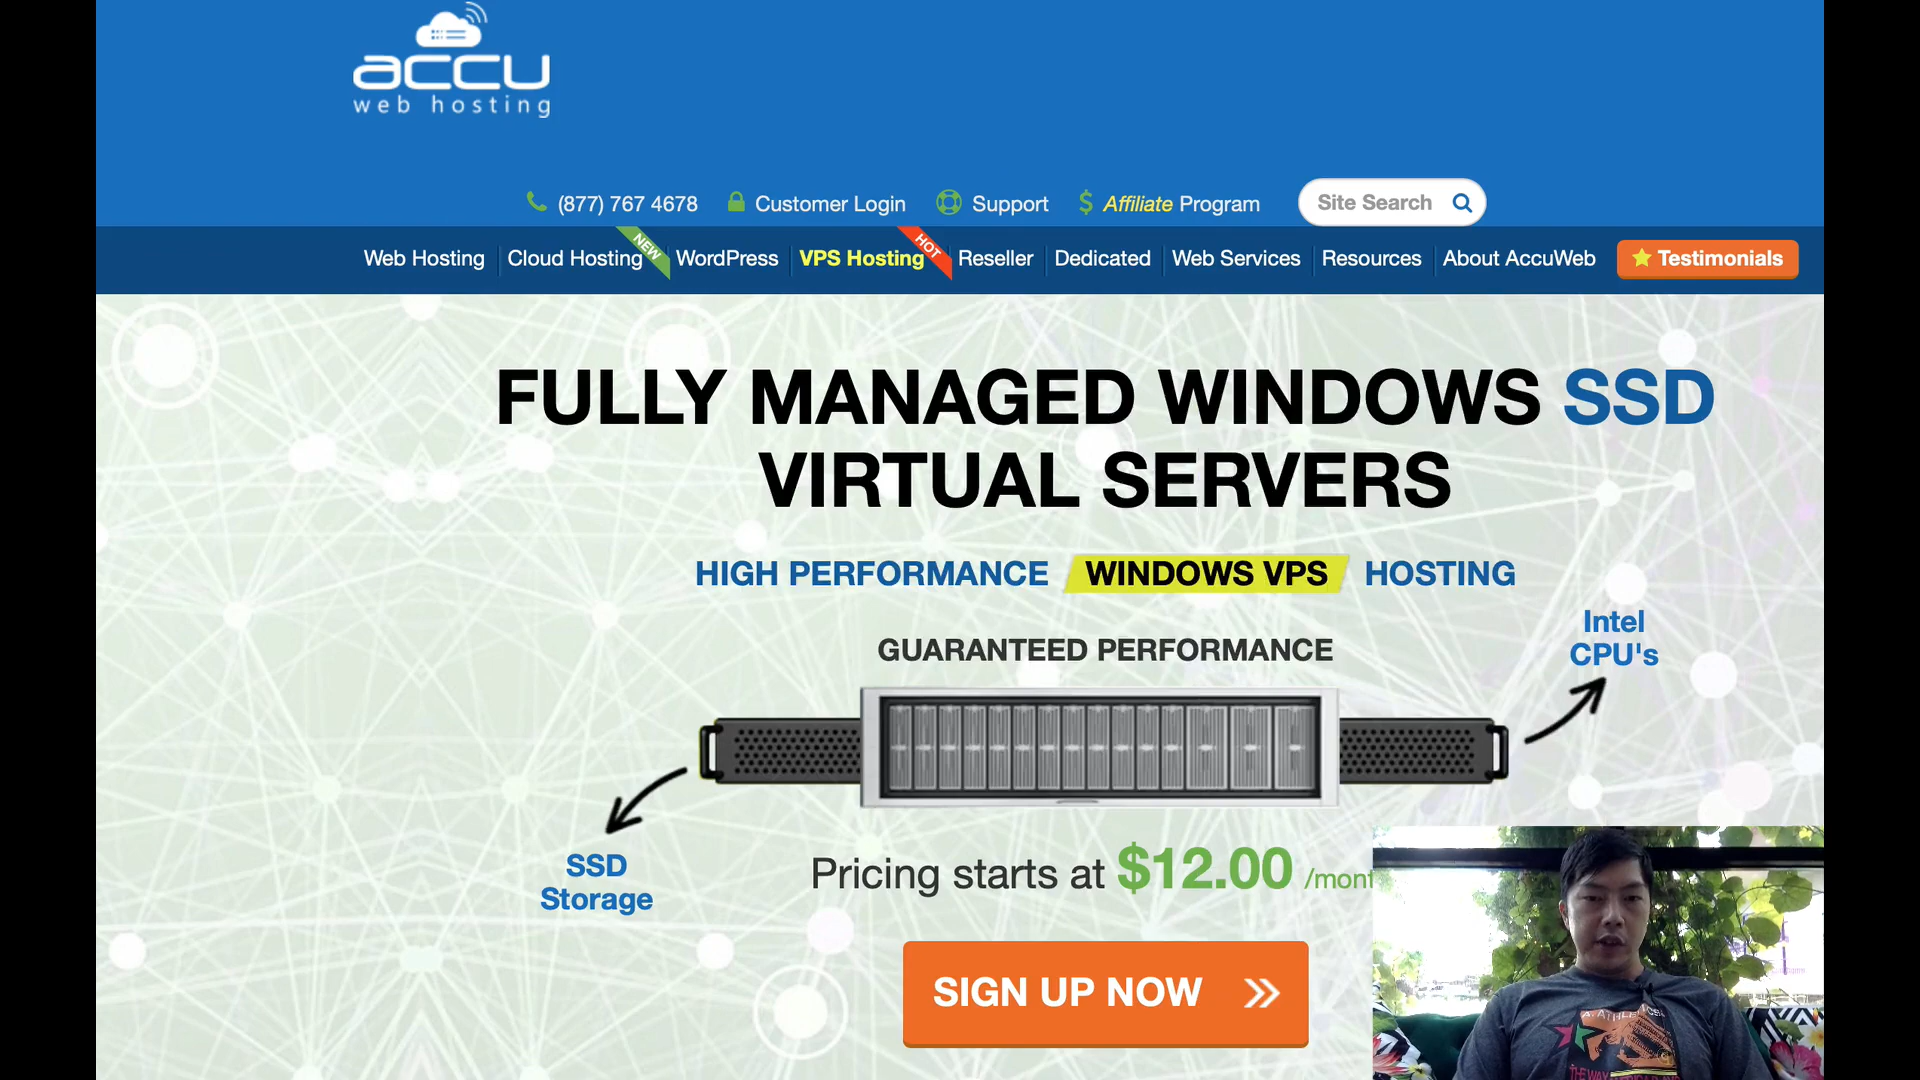 accu
web hosting
(877) 767 4678 Customer Login Support $ Affiliate Program Site Search
Web Hosting Cloud Hosting NEW WordPress VPS Hosting HOT Reseller Dedicated Web Services Resources About AccuWeb Testimonials
FULLY MANAGED WINDOWS SSD
VIRTUAL SERVERS
HIGH PERFORMANCE WINDOWS VPS HOSTING
GUARANTEED PERFORMANCE
Intel
CPU's
SSD
Storage
Pricing starts at $12.00 /mont
SIGN UP NOW